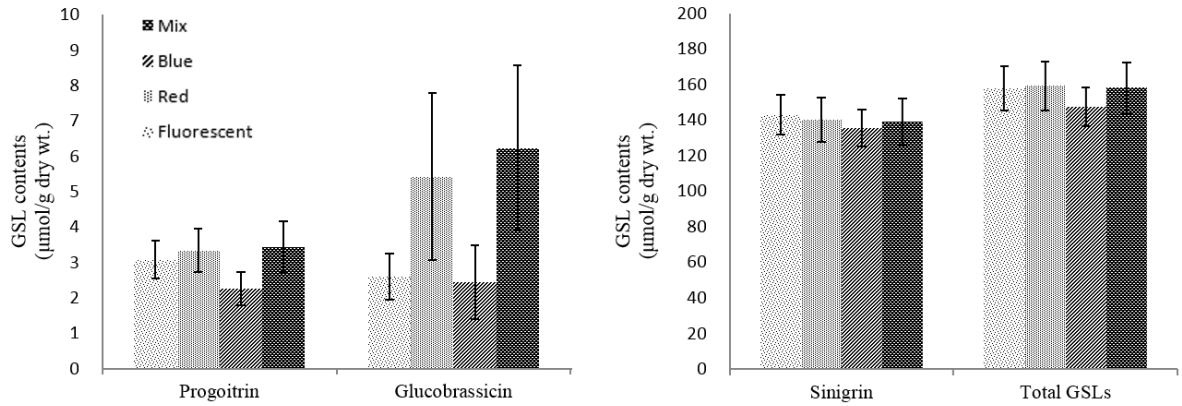 GSL contents
(μmol/g dry wt.)
10
9
8
7
6
5
4
3
2
1
0
Mix
Blue
Red
Fluorescent
Progoitrin Glucobrassicin
GSL contents
(μmol/g dry wt.)
200
180
160
140
120
100
80
60
40
20
0
Sinigrin Total GSLs